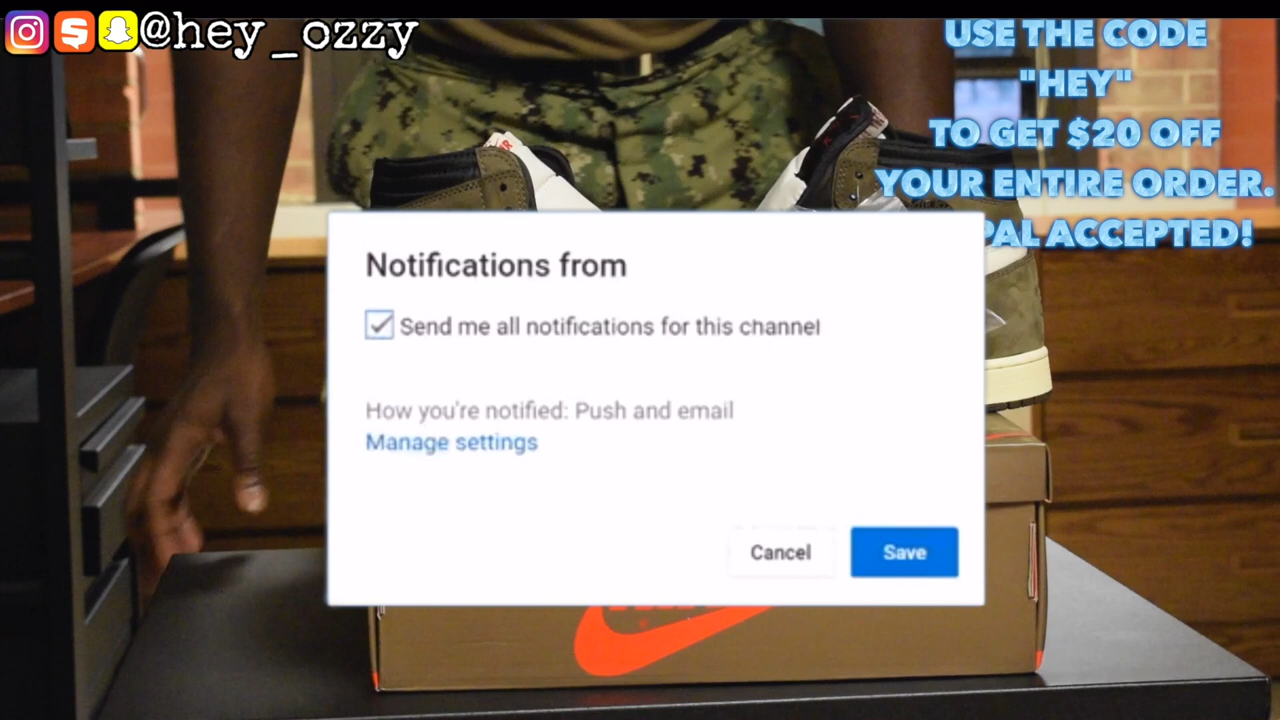 @hey_ozzy
USE THE CODE
"HEY"
TO GET $20 OFF
YOUR ENTIRE ORDER.
PAL ACCEPTED!
Notifications from
Send me all notifications for this channel
How you're notified: Push and email
Manage settings
Cancel
Save